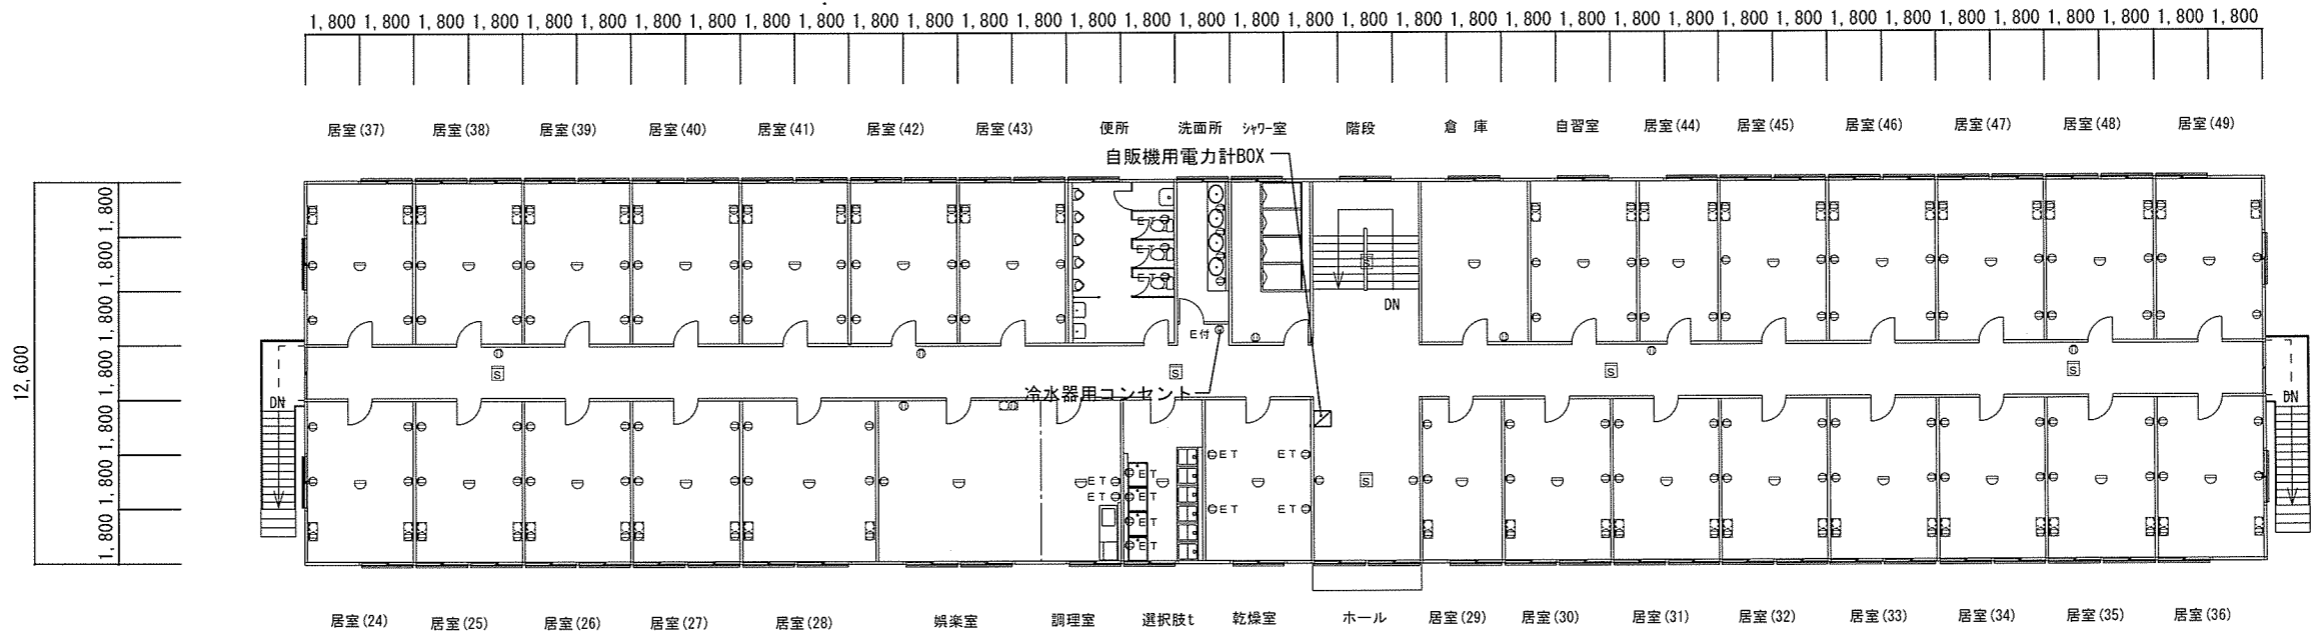 1,800 1,800 1,800 1,800 1,800 1,800 1,800 1,800 1,800 1,800 1,800 1,800 1,800 1,800 1,800 1,800 1,800 1,800 1,800 1,800 1,800 1,800 1,800 1,800 1,800 1,800 1,800 1,800 1,800 1,800 1,800 1,800 1,800 1,800 1,800 1,800
居室(37) 居室(38) 居室(39) 居室(40) 居室(41) 居室(42) 居室(43) 便所 洗面所 ｼｬﾜｰ室 階段 倉 庫 自習室 居室(44) 居室(45) 居室(46) 居室(47) 居室(48) 居室(49)
自販機用電力計BOX
12,600
1,800 1,800 1,800 1,800 1,800 1,800 1,800
ET
ET
ET
S
DN
E付
S S S S
冷水器用コンセント
DN DN
ET ET
ET ET
ET ET
ET
ET ET
ET
S
居室(24) 居室(25) 居室(26) 居室(27) 居室(28) 娯楽室 調理室 選択肢t 乾燥室 ホール 居室(29) 居室(30) 居室(31) 居室(32) 居室(33) 居室(34) 居室(35) 居室(36)